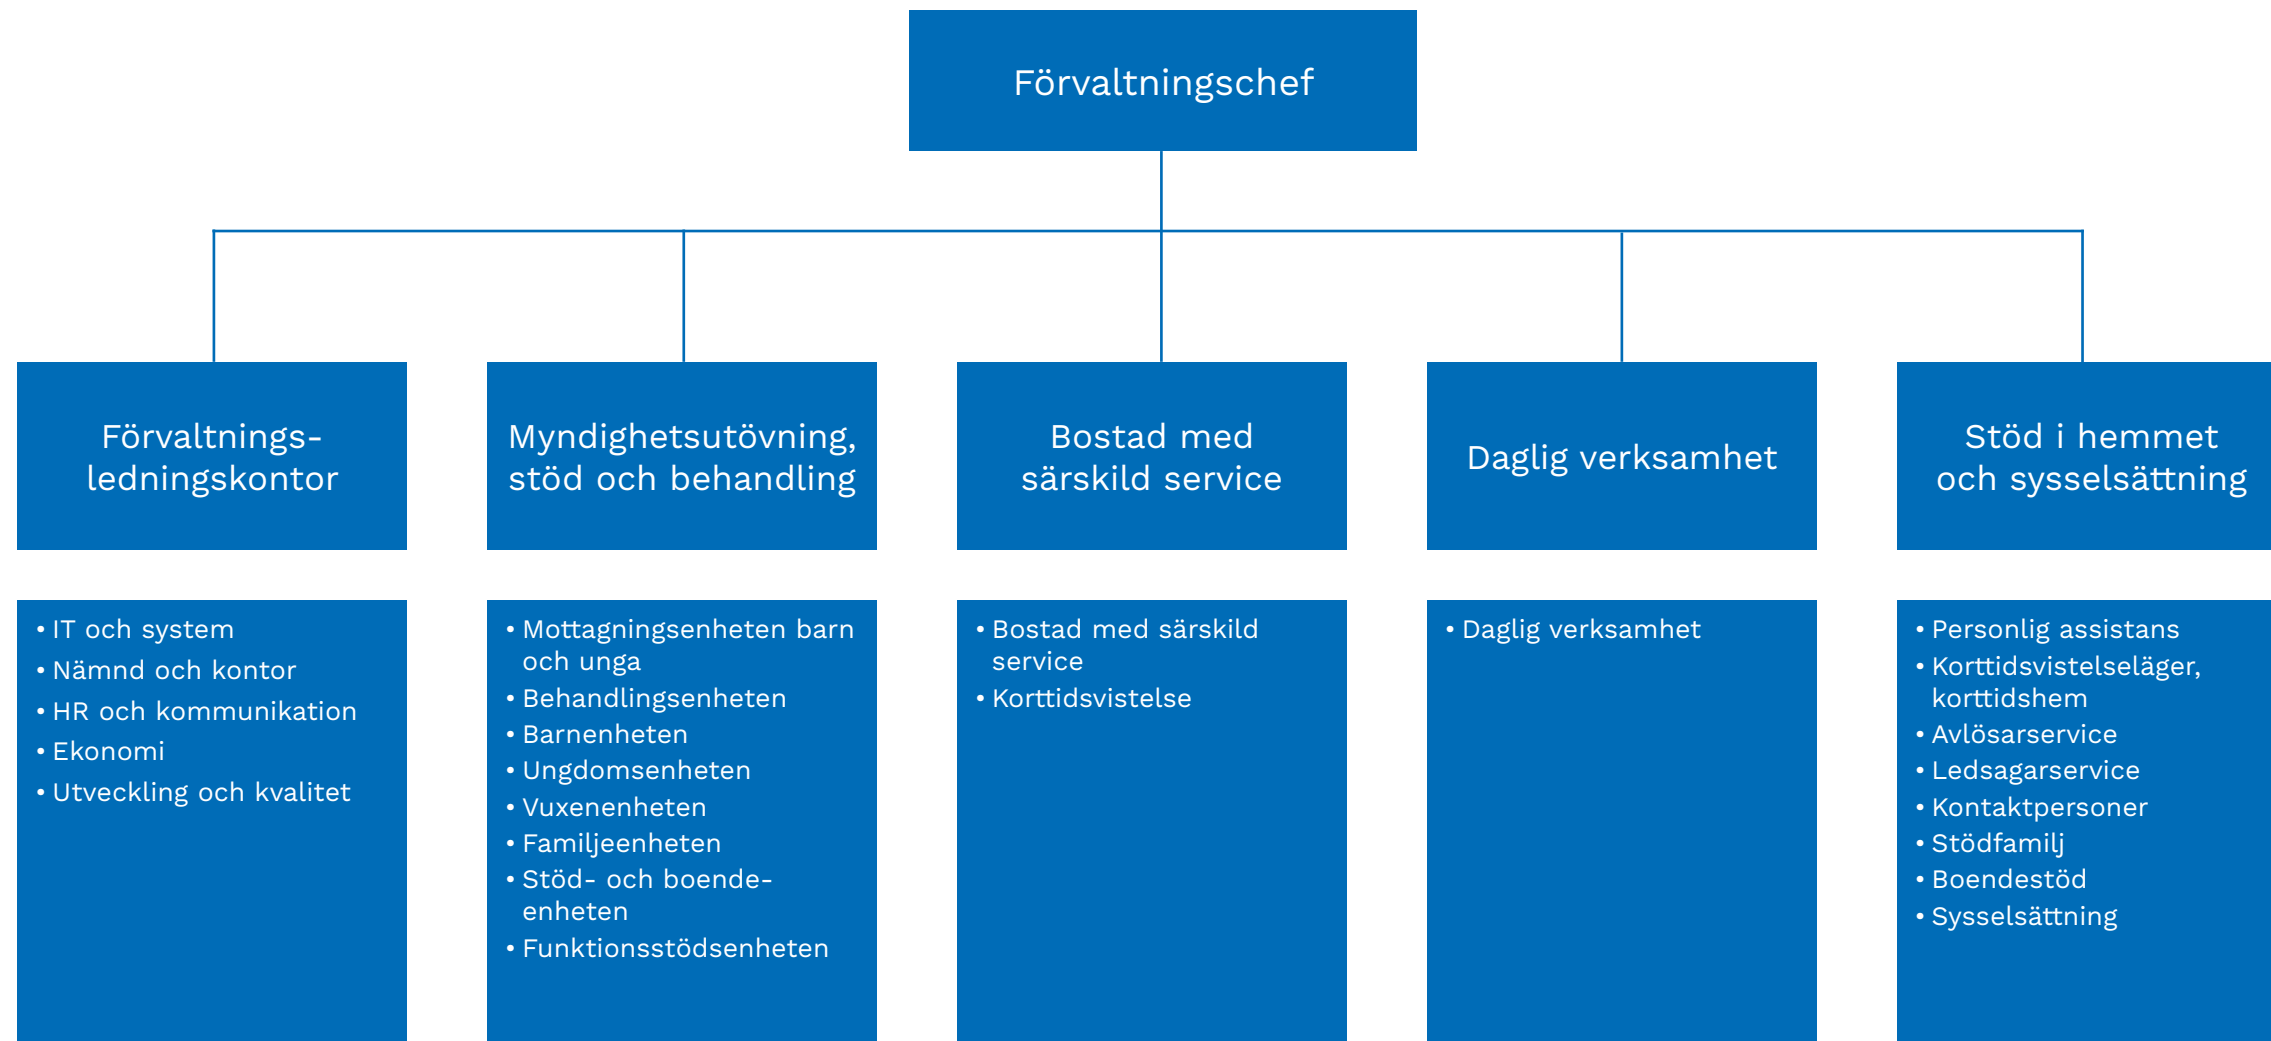 Förvaltningschef
Förvaltnings-
ledningskontor
Myndighetsutövning,
stöd och behandling
Bostad med
särskild service
Daglig verksamhet
Stöd i hemmet
och sysselsättning
• IT och system
• Nämnd och kontor
• HR och kommunikation
• Ekonomi
• Utveckling och kvalitet
• Mottagningsenheten barn
och unga
• Behandlingsenheten
• Barnenheten
• Ungdomsenheten
• Vuxenenheten
• Familjeenheten
• Stöd- och boende-
enheten
• Funktionsstödsenheten
• Bostad med särskild
service
• Korttidsvistelse
• Daglig verksamhet
• Personlig assistans
• Korttidsvistelseläger,
korttidshem
• Avlösarservice
• Ledsagarservice
• Kontaktpersoner
• Stödfamilj
• Boendestöd
• Sysselsättning